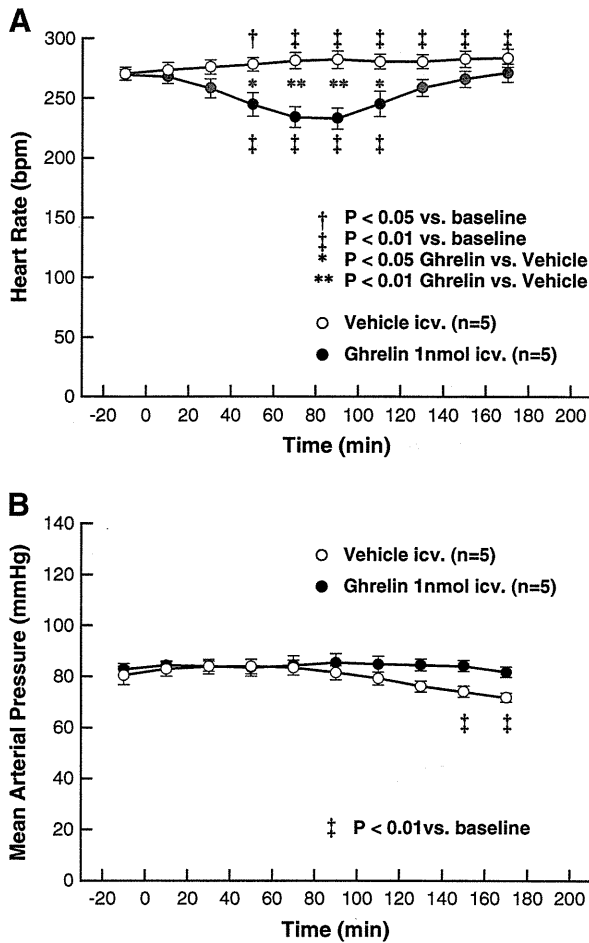 A
300
250
200
150
100
50
0
Heart Rate (bpm)
† ‡ ‡ ‡ ‡ ‡ ‡
* ** ** *
‡ ‡ ‡ ‡
† P < 0.05 vs. baseline
‡ P < 0.01 vs. baseline
* P < 0.05 Ghrelin vs. Vehicle
** P < 0.01 Ghrelin vs. Vehicle
Vehicle icv. (n=5)
Ghrelin 1nmol icv. (n=5)
-20 0 20 40 60 80 100 120 140 160 180 200
Time (min)
B
140
120
100
80
60
40
20
0
Mean Arterial Pressure (mmHg)
Vehicle icv. (n=5)
Ghrelin 1nmol icv. (n=5)
‡ ‡
‡ P < 0.01vs. baseline
-20 0 20 40 60 80 100 120 140 160 180 200
Time (min)